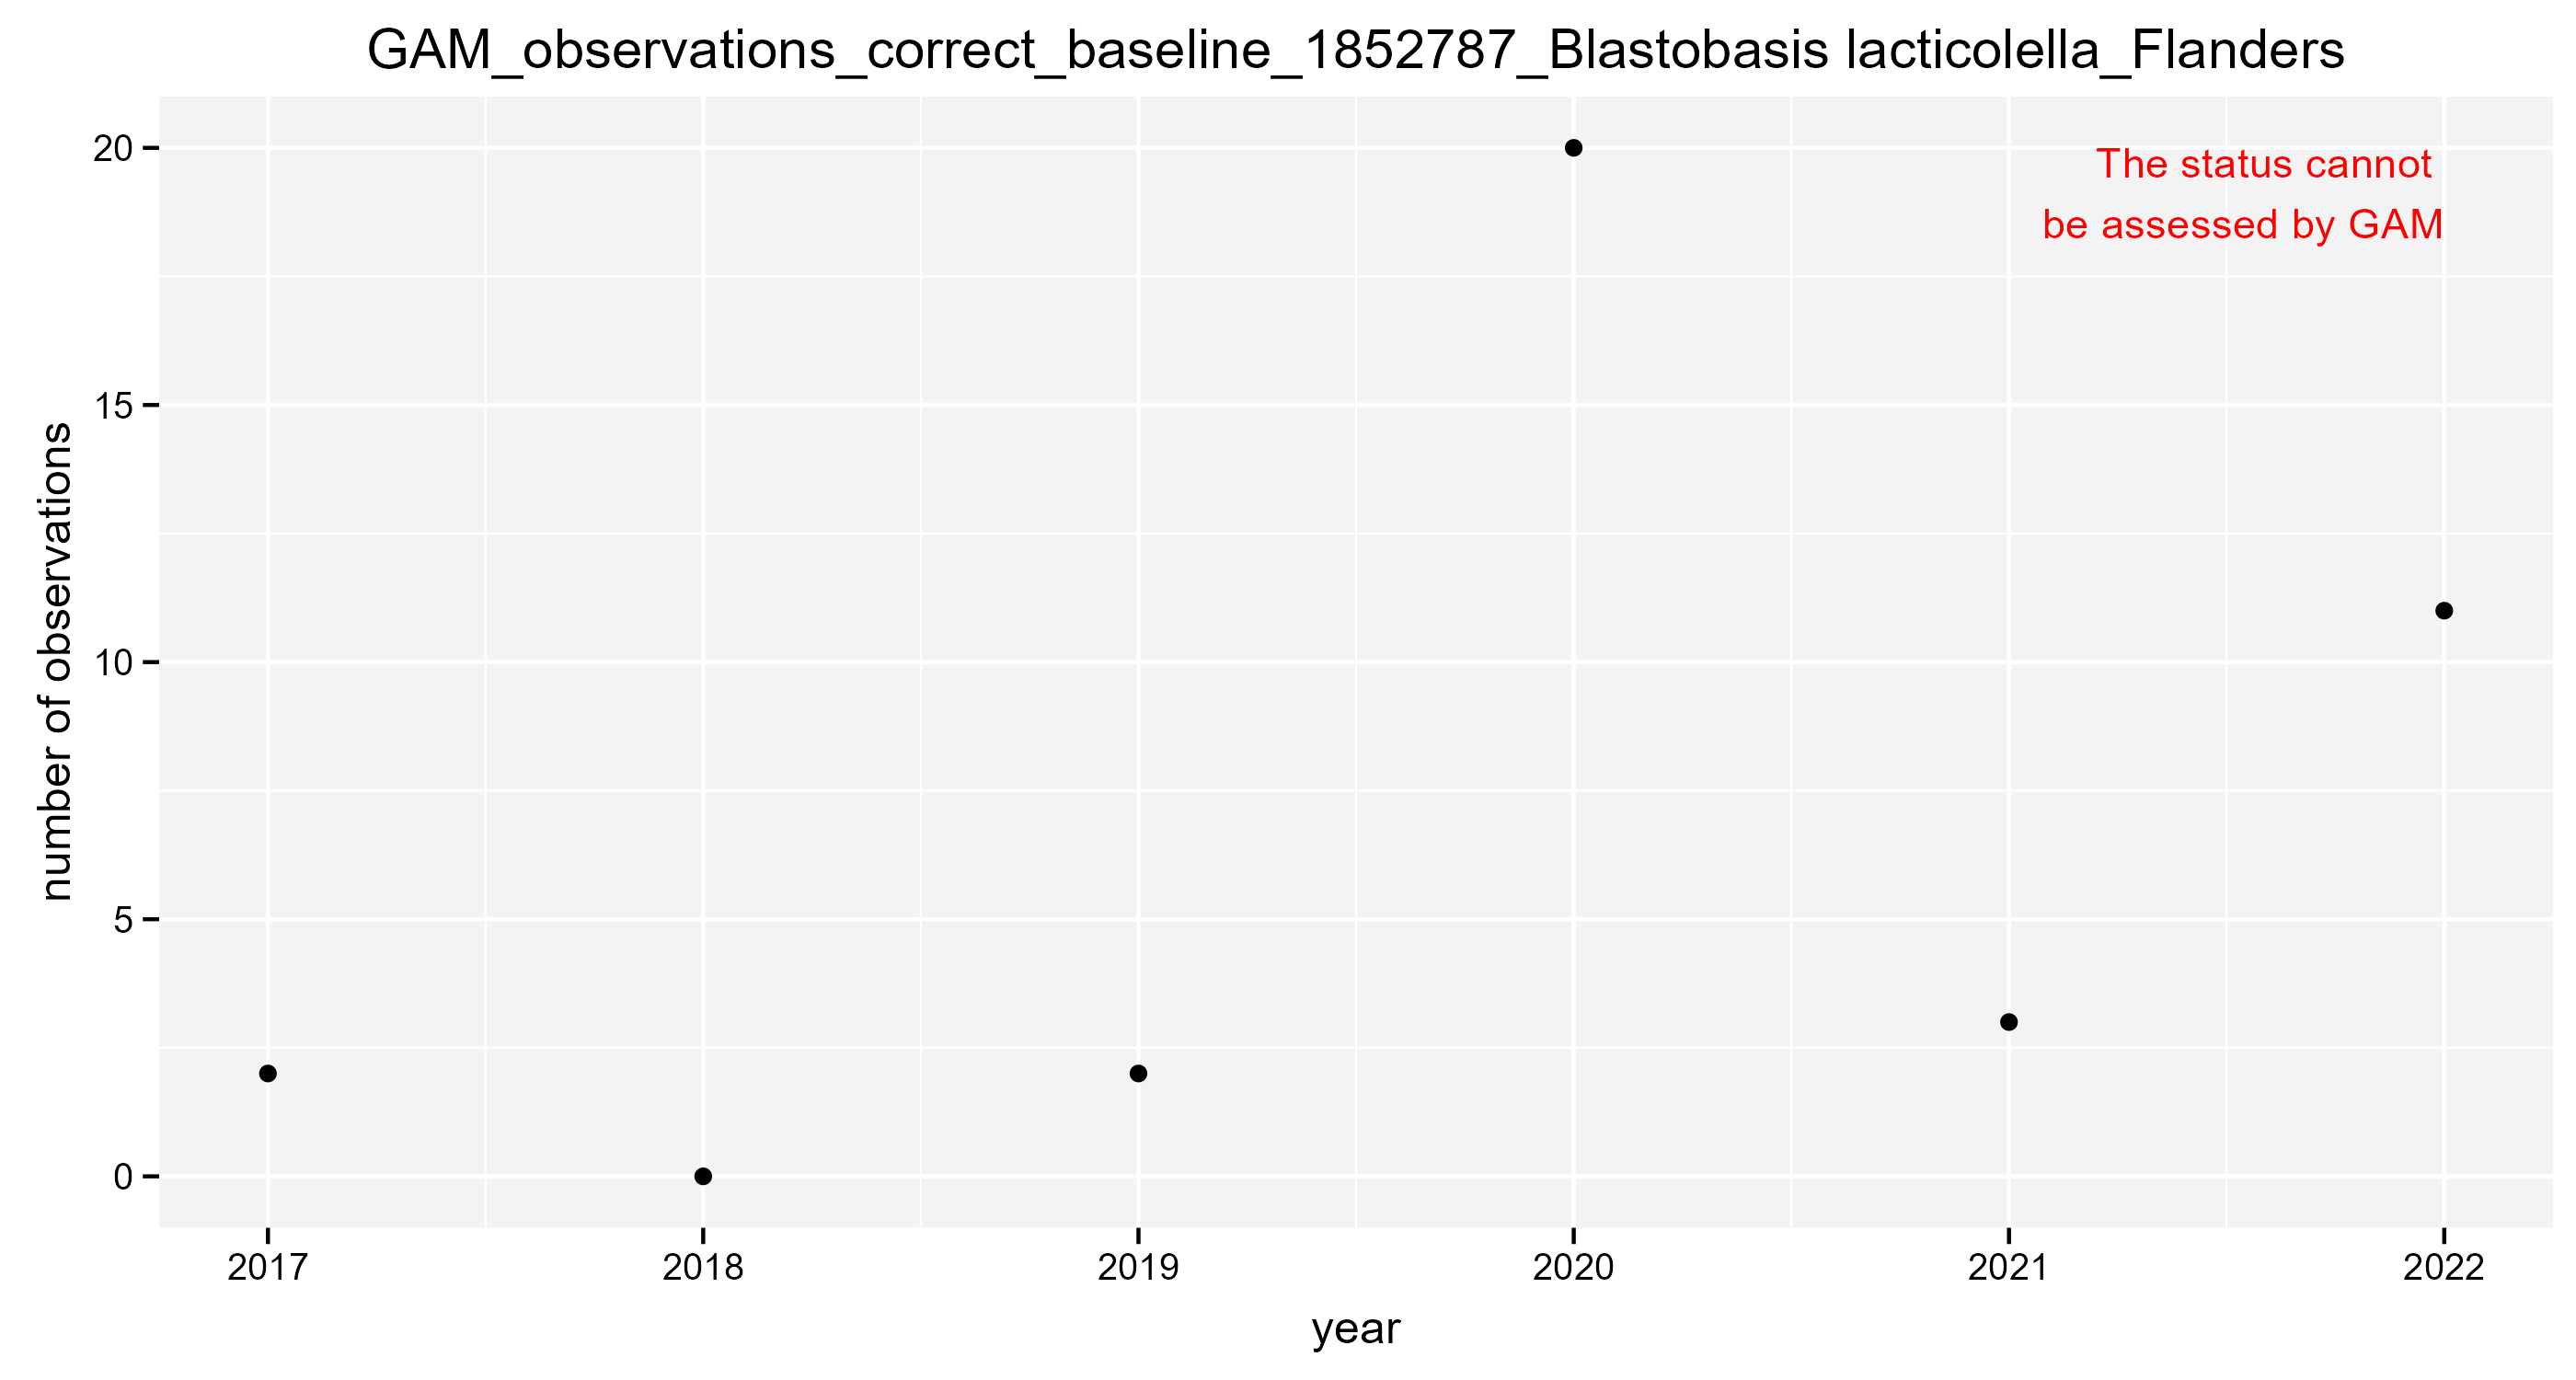 GAM_observations_correct_baseline_1852787_Blastobasis lacticolella_Flanders
The status cannot
be assessed by GAM
number of observations
20
15
10
5
0
2017 2018 2019 2020 2021 2022
year